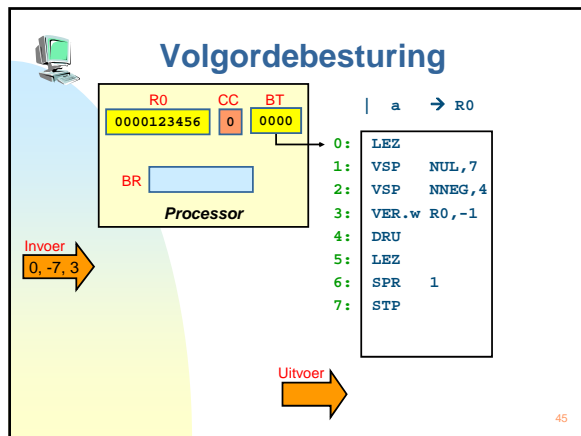 Volgordebesturing
R0 CC BT
0000123456 0 0000
BR
Processor
| a → R0
0: LEZ
1: VSP NUL,7
2: VSP NNEG,4
3: VER.w R0,-1
4: DRU
5: LEZ
6: SPR 1
7: STP
Invoer
0, -7, 3
Uitvoer
45